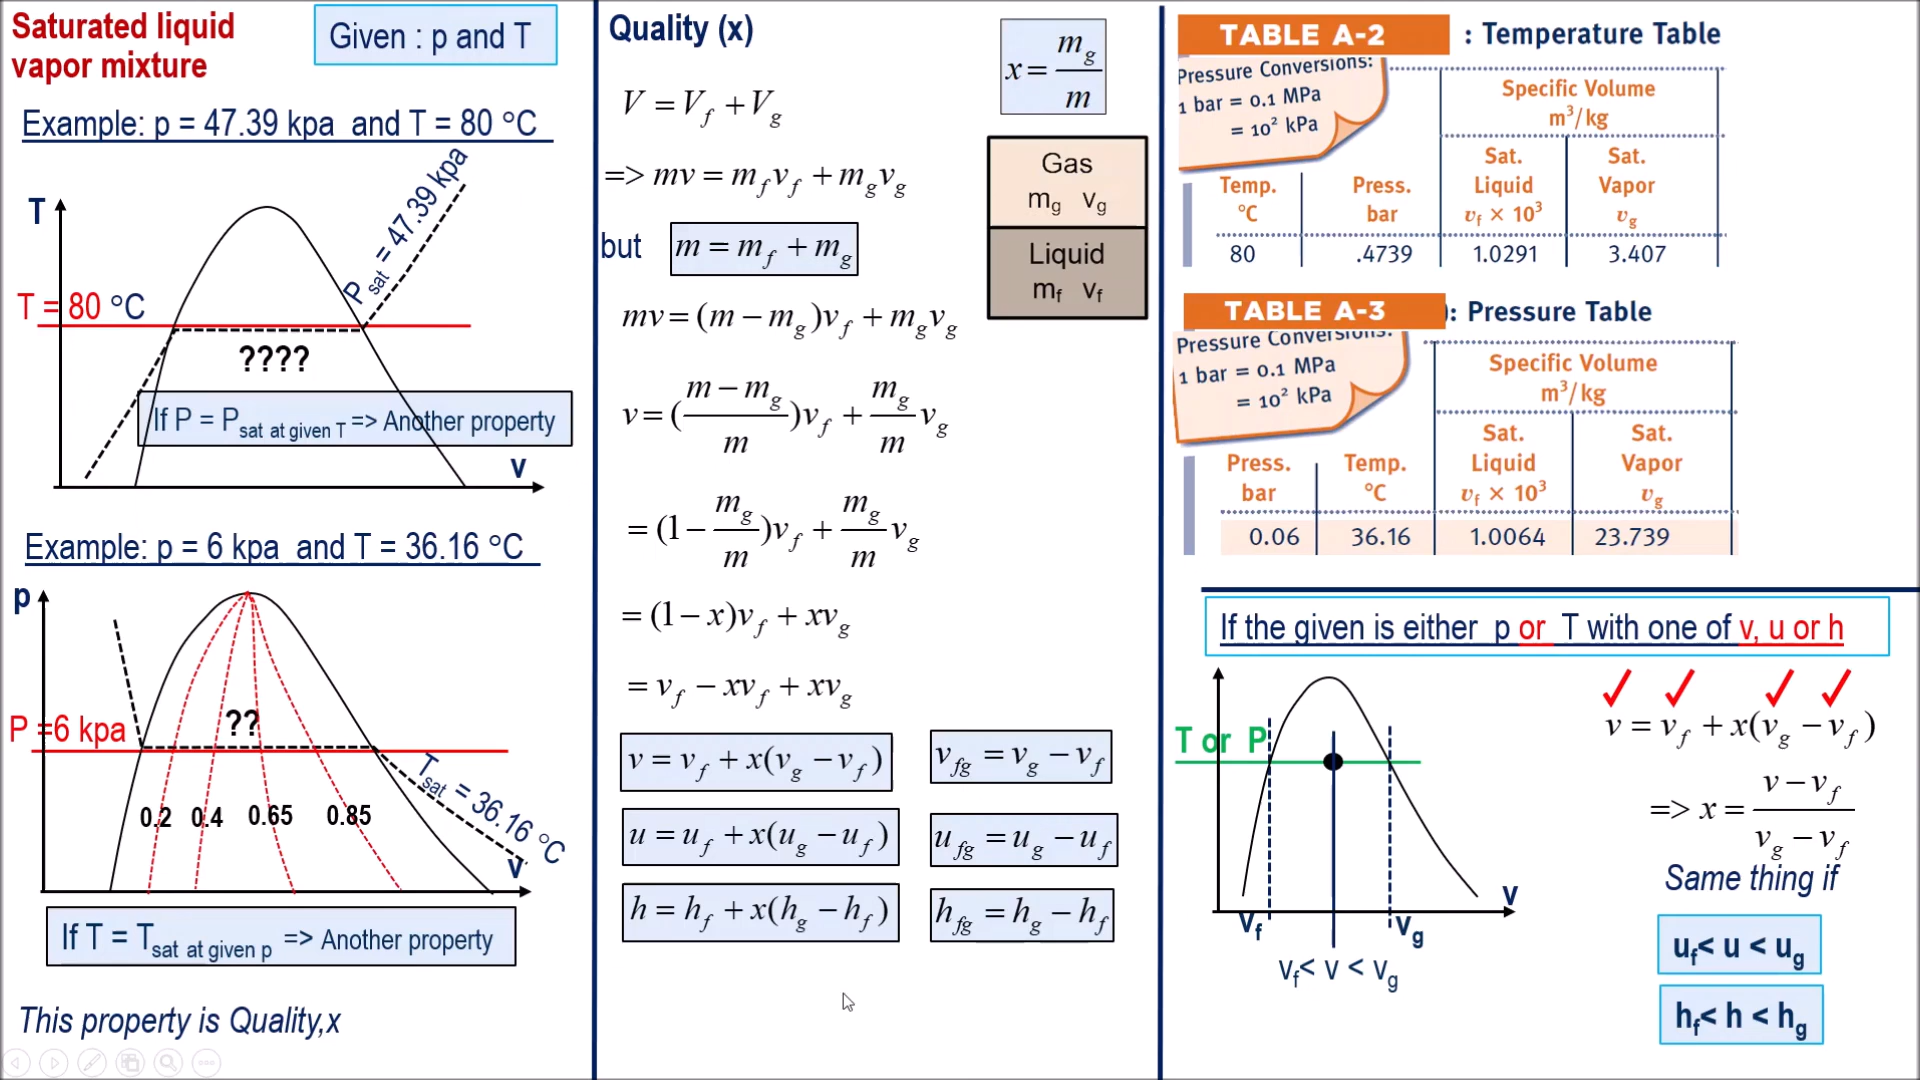 Saturated liquid
vapor mixture
Given : p and T
Example: p = 47.39 kpa and T = 80 °C
T
P sat = 47.39 kpa
T = 80 °C
????
If P = P sat at given T => Another property
v
Example: p = 6 kpa and T = 36.16 °C
p
P =6 kpa
??
T sat = 36.16 °C
0.2 0.4 0.65 0.85
v
If T = T sat at given p => Another property
This property is Quality,x
Quality (x)
x = m_g / m
V = V_f + V_g
=> mv = m_f v_f + m_g v_g
but m = m_f + m_g
Gas
m_g v_g
Liquid
m_f v_f
mv = (m − m_g)v_f + m_g v_g
v = ((m − m_g) / m)v_f + (m_g / m) v_g
= (1 − m_g / m)v_f + (m_g / m) v_g
= (1 − x)v_f + xv_g
= v_f − xv_f + xv_g
v = v_f + x(v_g − v_f)
v_fg = v_g − v_f
u = u_f + x(u_g − u_f)
u_fg = u_g − u_f
h = h_f + x(h_g − h_f)
h_fg = h_g − h_f
TABLE A-2 : Temperature Table
Pressure Conversions:
1 bar = 0.1 MPa
= 10² kPa
Specific Volume
m³/kg
Temp.
°C
Press.
bar
Sat.
Liquid
v_f × 10³
Sat.
Vapor
v_g
80 .4739 1.0291 3.407
TABLE A-3 ): Pressure Table
Pressure Conversions:
1 bar = 0.1 MPa
= 10² kPa
Specific Volume
m³/kg
Press.
bar
Temp.
°C
Sat.
Liquid
v_f × 10³
Sat.
Vapor
v_g
0.06 36.16 1.0064 23.739
If the given is either p or T with one of v, u or h
T or P
v
v_f
v_g
v_f < v < v_g
v = v_f + x(v_g − v_f)
=> x = (v − v_f) / (v_g − v_f)
Same thing if
u_f < u < u_g
h_f < h < h_g